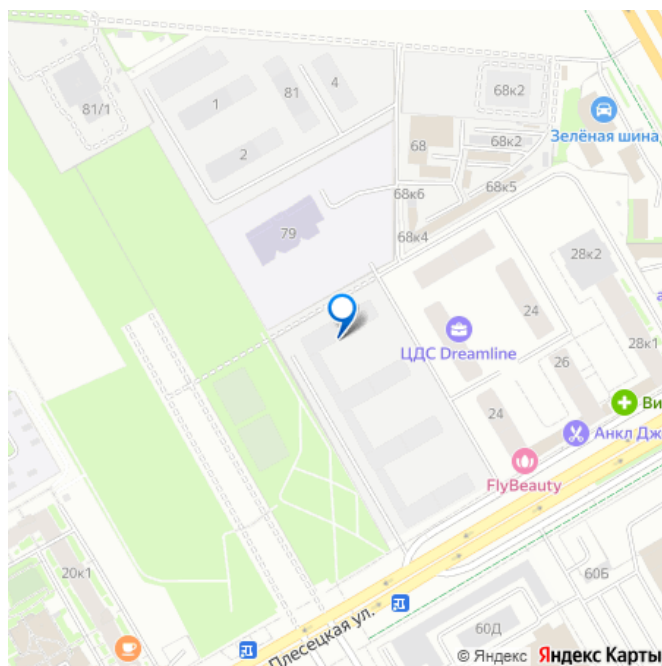 4
81
81/1
1
68к2
Зелёная шина
2
68
68к2
68к6
68к5
79
68к4
28к2
а
24
ЦДС Dreamline
28к1
26
Ви
24
Анкл Дж
FlyBeauty
20к1
60Б
60Д
Плесецкая ул.
© Яндекс Яндекс Карты